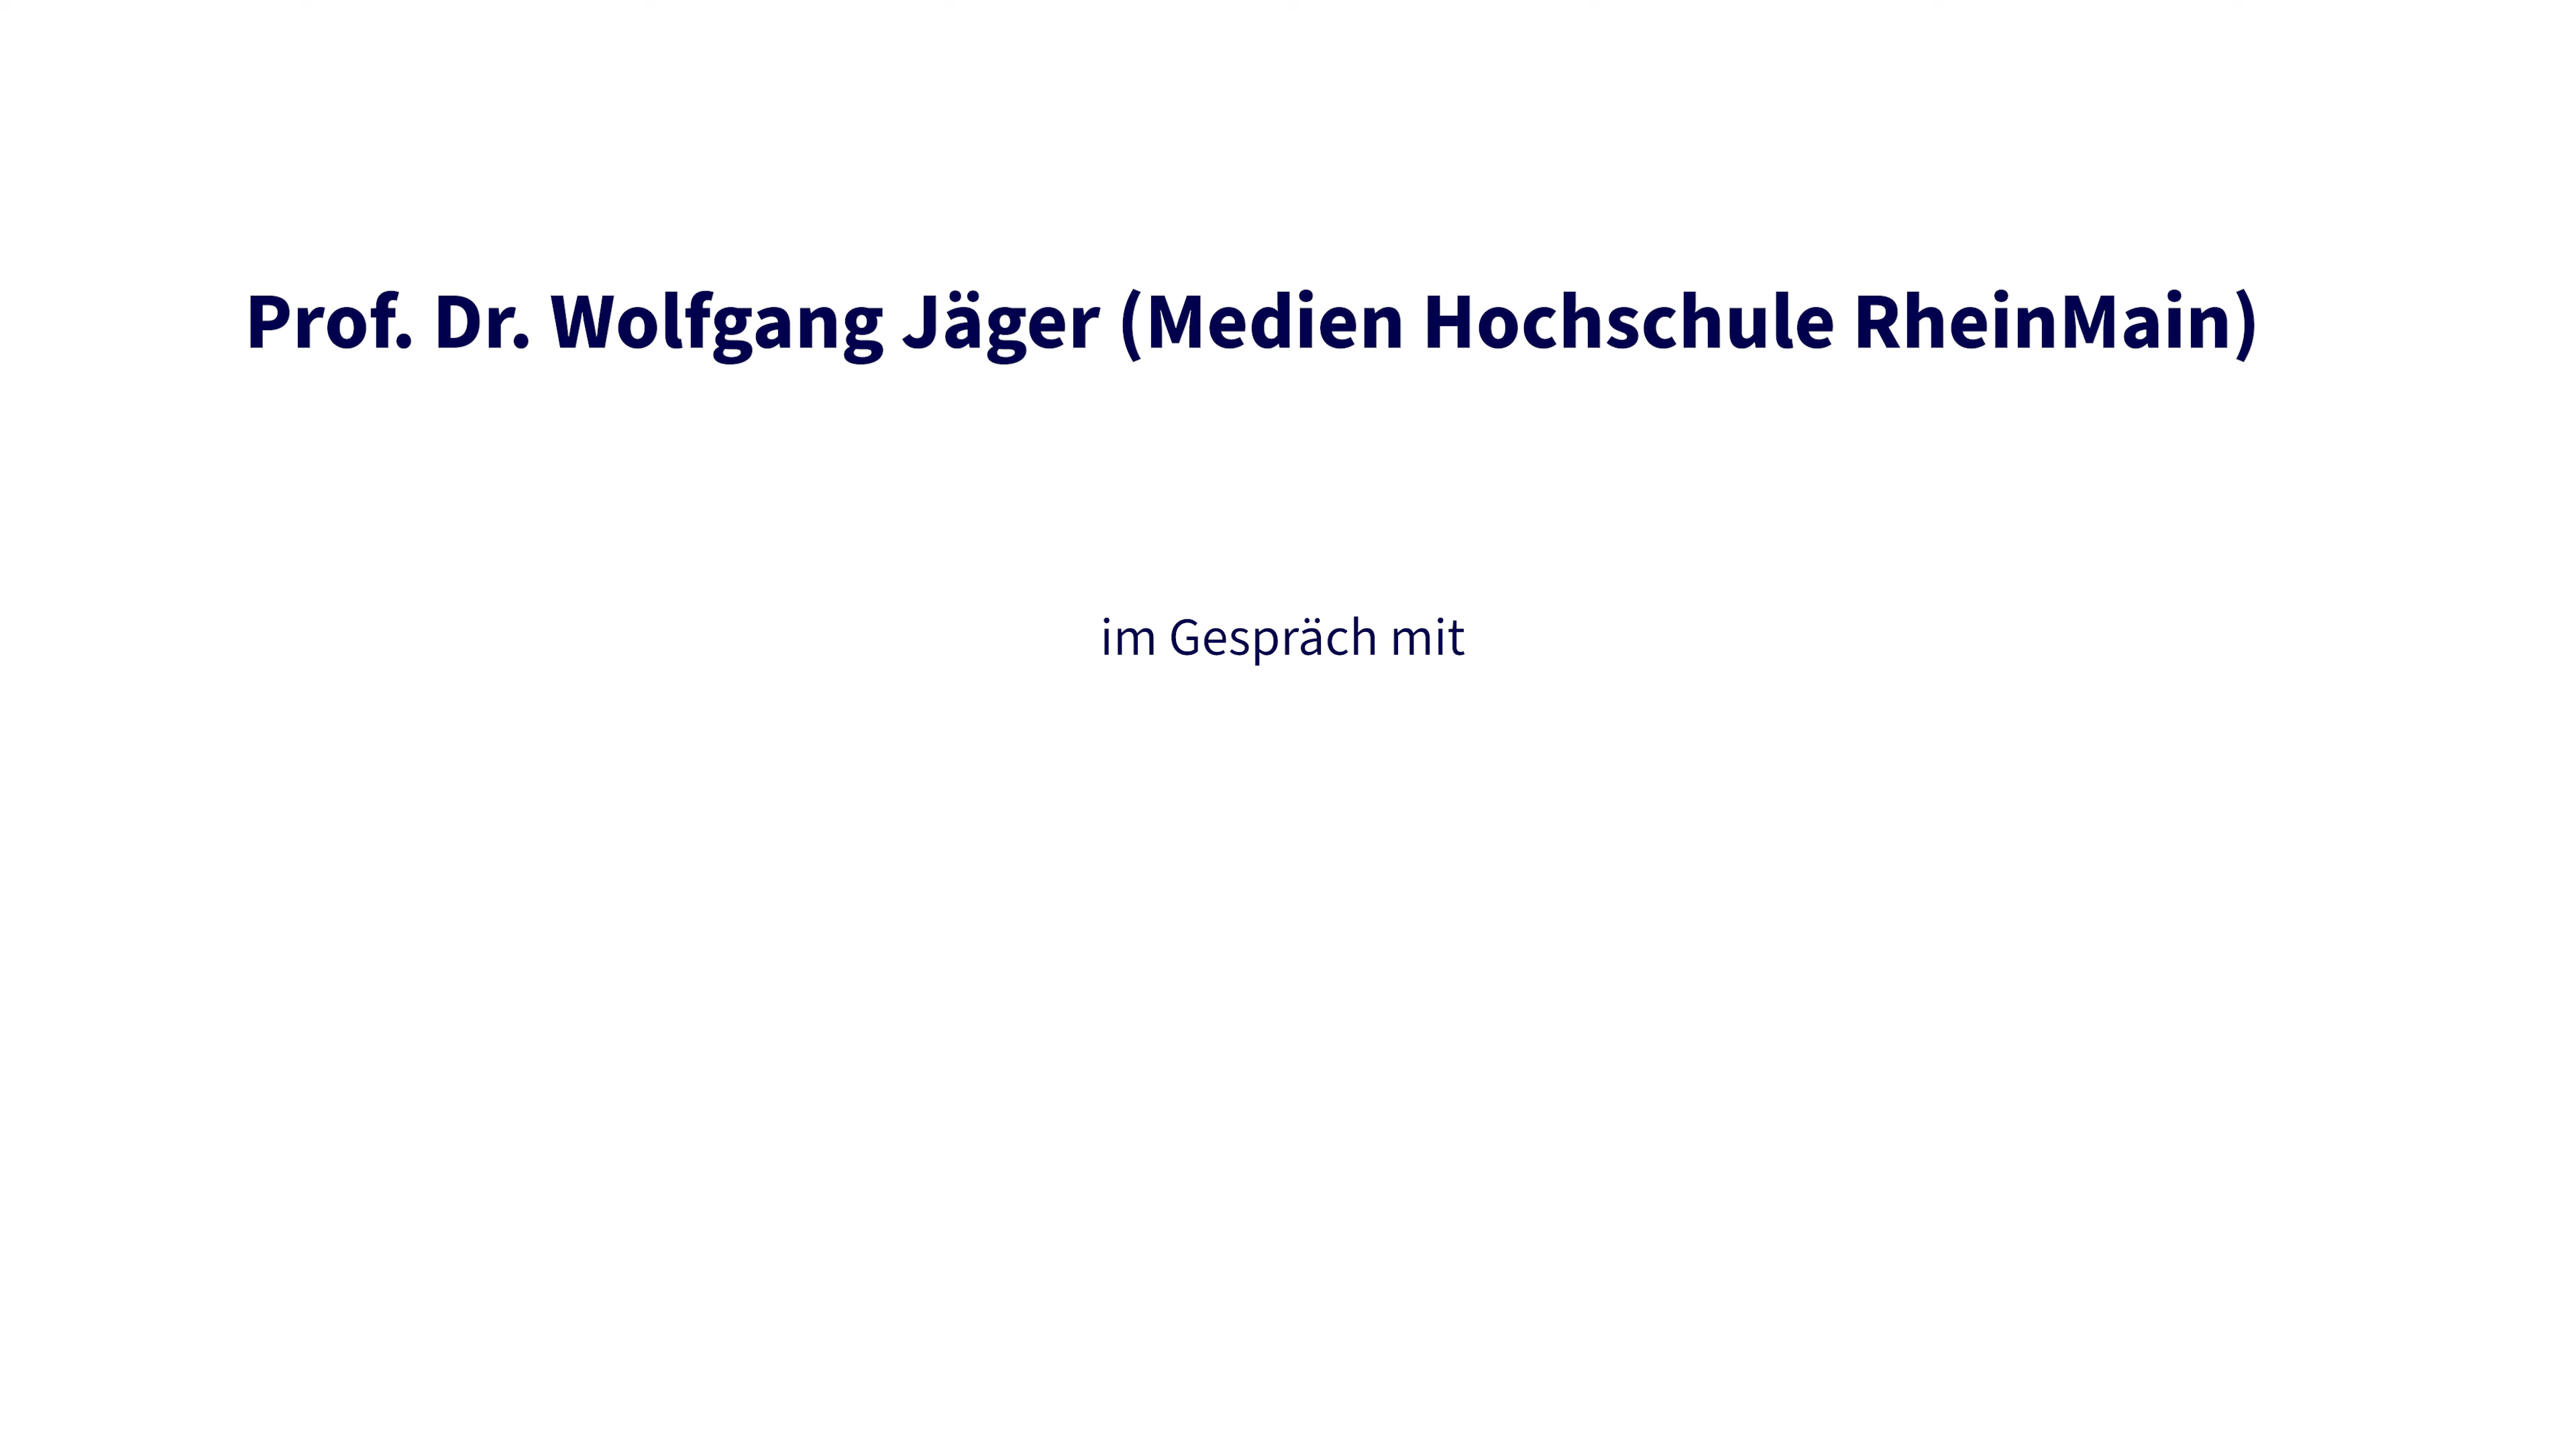 Prof. Dr. Wolfgang Jäger (Medien Hochschule RheinMain)
im Gespräch mit